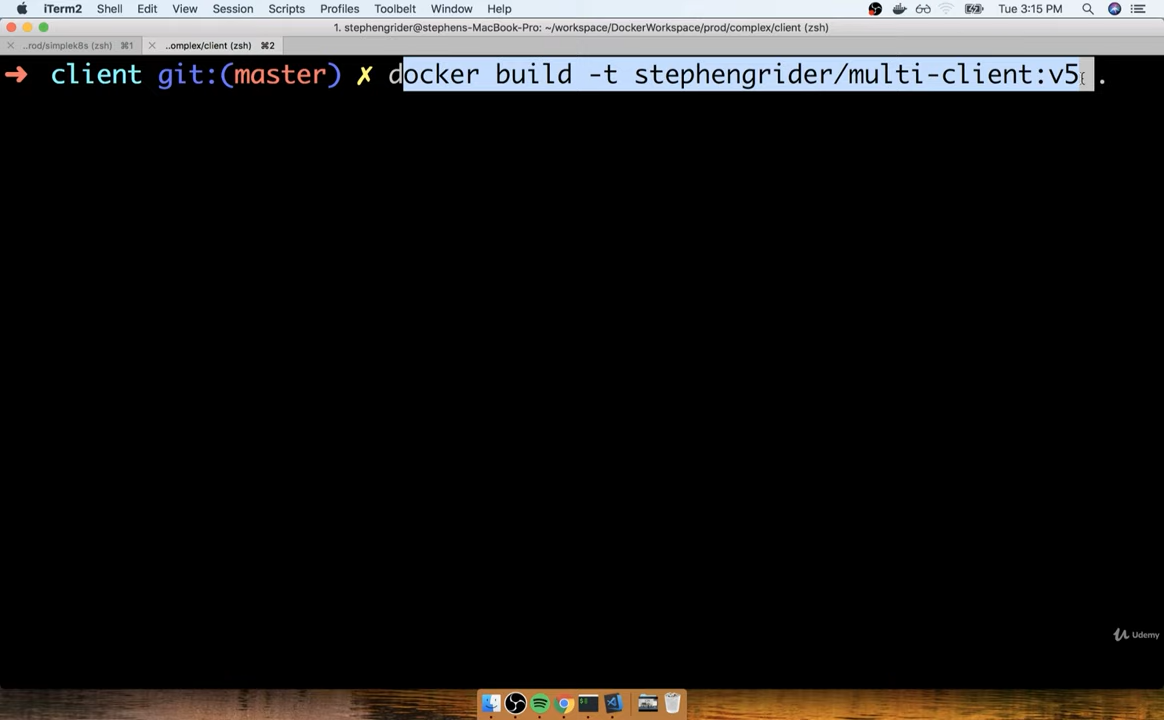 iTerm2 Shell Edit View Session Scripts Profiles Toolbelt Window Help Tue 3:15 PM
1. stephengrider@stephens-MacBook-Pro: ~/workspace/DockerWorkspace/prod/complex/client (zsh)
..rod/simplek8s (zsh) ⌘1 ..omplex/client (zsh) ⌘2
➜ client git:(master) ✗ docker build -t stephengrider/multi-client:v5 .
Udemy